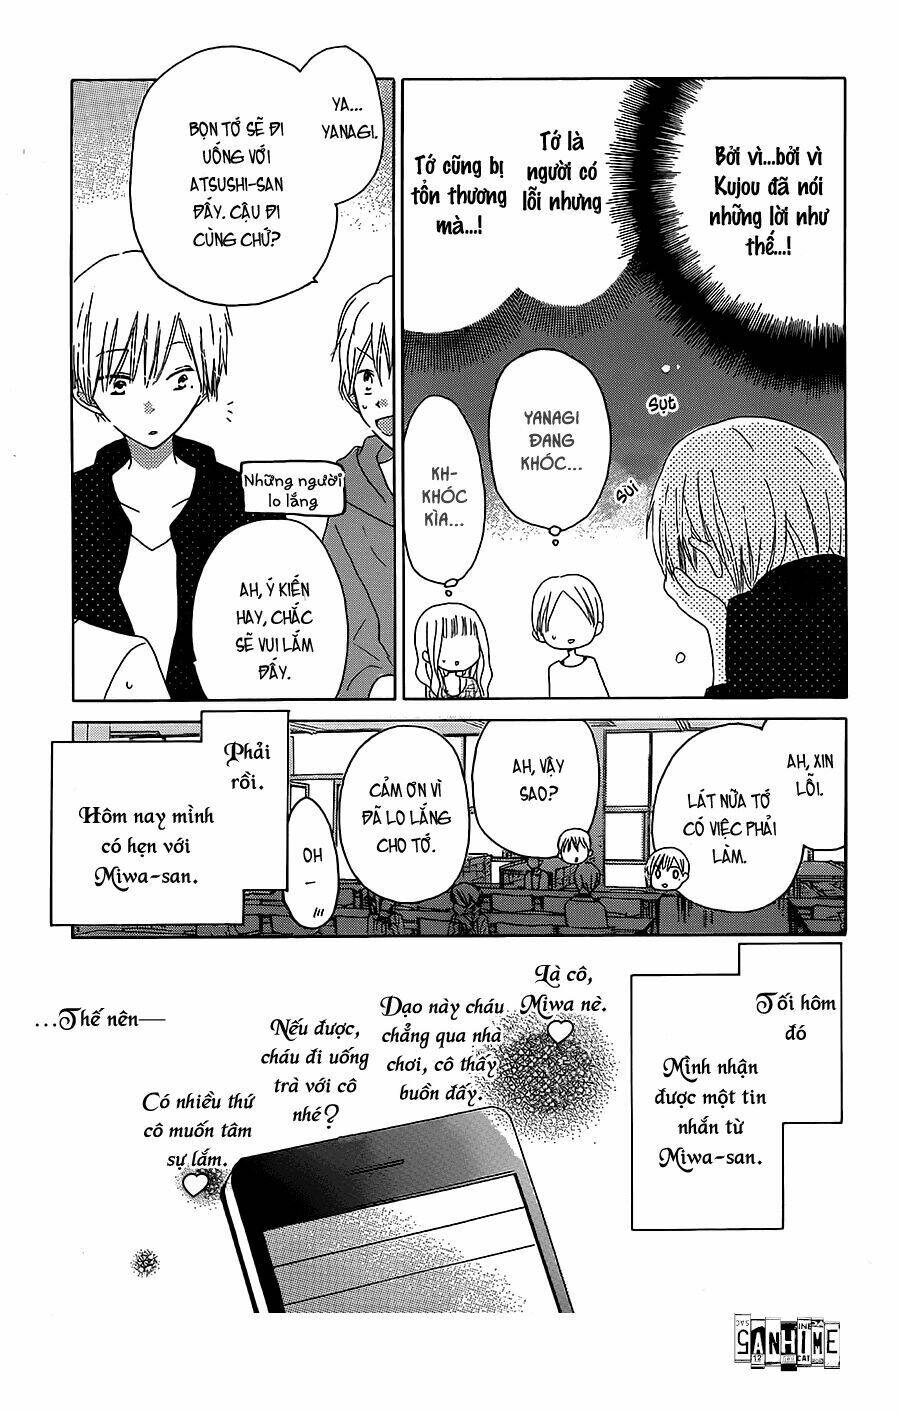 Bởi vì...bởi vì
Kujou đã nói
những lời như
thế...!
Tớ là
người có
lỗi nhưng
Tớ cũng bị
tổn thương
mà...!
Sụt
Sùi
YANAGI
ĐANG
KHÓC...
KH-
KHÓC
KÌA...
YA...
YANAGI.
BỌN TỚ SẼ ĐI
UỐNG VỚI
ATSUSHI-SAN
ĐẤY. CẬU ĐI
CÙNG CHỨ?
Những người
lo lắng
AH, Ý KIẾN
HAY, CHẮC
SẼ VUI LẮM
ĐẤY.
AH, XIN
LỖI.
LÁT NỮA TỚ
CÓ VIỆC PHẢI
LÀM.
AH, VẬY
SAO?
CẢM ƠN VÌ
ĐÃ LO LẮNG
CHO TỚ.
OH
–
Phải
rồi.
Hôm nay mình
có hẹn với
Miwa-san.
Tối hôm
đó
Mình nhận
được một tin
nhắn từ
Miwa-san.
Là cô,
Miwa nè.
Dạo này cháu
chẳng qua nhà
chơi, cô thấy
buồn đấy.
Nếu được,
cháu đi uống
trà với cô
nhé?
Có nhiều thứ
cô muốn tâm
sự lắm.
...Thế nên—
SANHIME